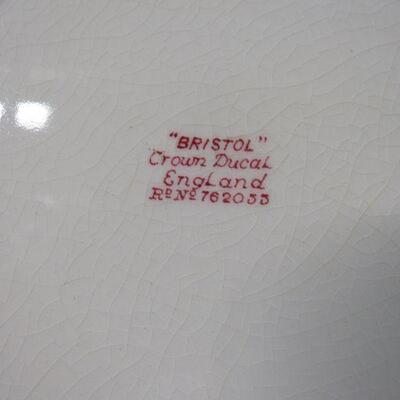 "BRISTOL"
Crown Ducal
England
Rᴰ Nº 762055